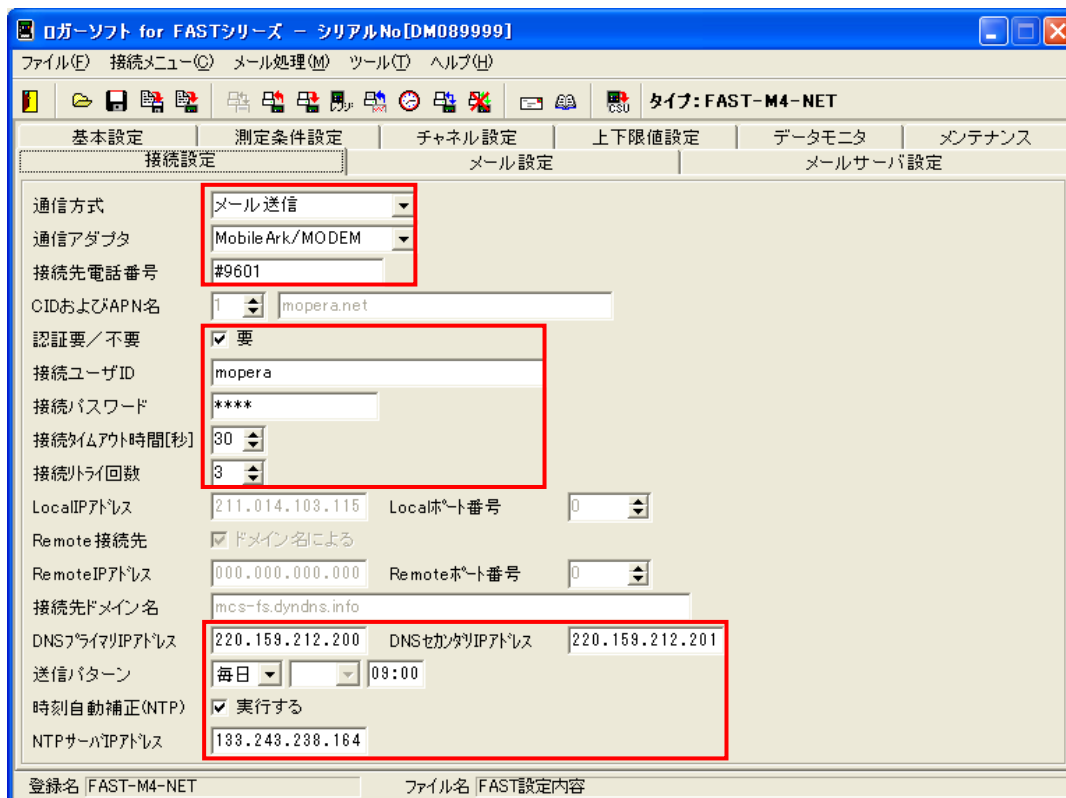 ロガーソフト for FASTシリーズ － シリアルNo[DM089999]
ファイル(F) 接続メニュー(C) メール処理(M) ツール(T) ヘルプ(H)
タイプ:FAST-M4-NET
基本設定 測定条件設定 チャネル設定 上下限値設定 データモニタ メンテナンス
接続設定 メール設定 メールサーバ設定
通信方式 メール送信
通信アダプタ MobileArk/MODEM
接続先電話番号 #9601
CIDおよびAPN名 1 mopera.net
認証要／不要 要
接続ユーザID mopera
接続パスワード ****
接続ﾀｲﾑｱｳﾄ時間[秒] 30
接続ﾘﾄﾗｲ回数 3
LocalIPｱﾄﾞﾚｽ 211.014.103.115 Localﾎﾟｰﾄ番号 0
Remote接続先 ドメイン名による
RemoteIPｱﾄﾞﾚｽ 000.000.000.000 Remoteﾎﾟｰﾄ番号 0
接続先ドメイン名 mcs-fs.dyndns.info
DNSﾌﾟﾗｲﾏﾘIPｱﾄﾞﾚｽ 220.159.212.200 DNSｾｶﾝﾀﾞﾘIPｱﾄﾞﾚｽ 220.159.212.201
送信パターン 毎日 09:00
時刻自動補正(NTP) 実行する
NTPｻｰﾊﾞIPｱﾄﾞﾚｽ 133.243.238.164
登録名 FAST-M4-NET ファイル名 FAST設定内容